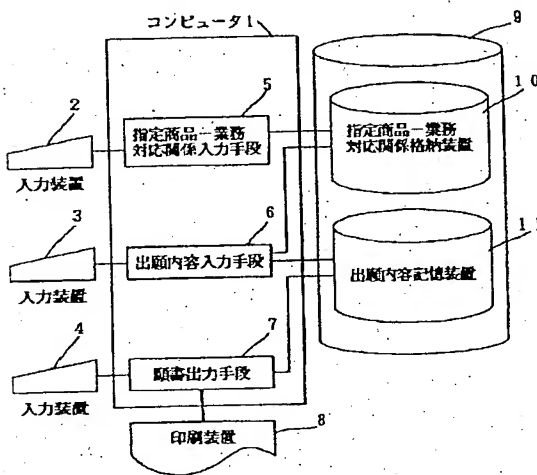 コンピュータ1
9
5
10
2
指定商品－業務
対応関係入力手段
指定商品－業務
対応関係格納装置
入力装置
6
3
11
出願内容入力手段
出願内容記憶装置
入力装置
7
4
願書出力手段
入力装置
8
印刷装置